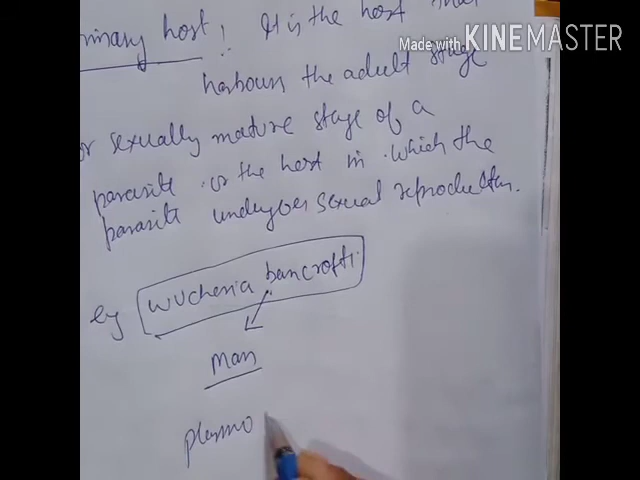 Made with KINEMASTER
primary host : It is the host that
harbours the adult stage
or sexually mature stage of a
parasite or the host in which the
parasite undergoes sexual reproduction.
eg wucheria bancrofti.
man
plasmo